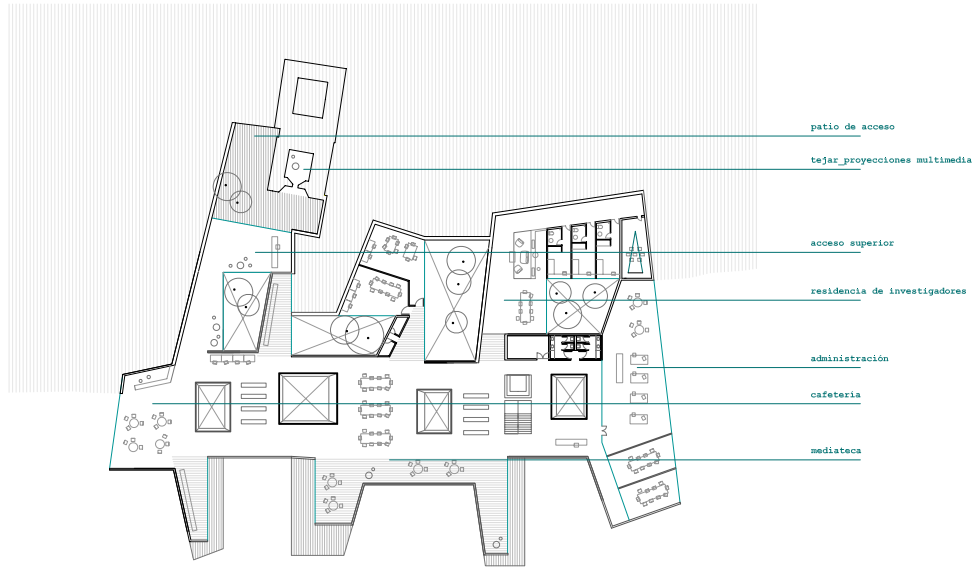 patio de acceso
tejar_proyecciones multimedia
acceso superior
residencia de investigadores
administración
cafetería
mediateca